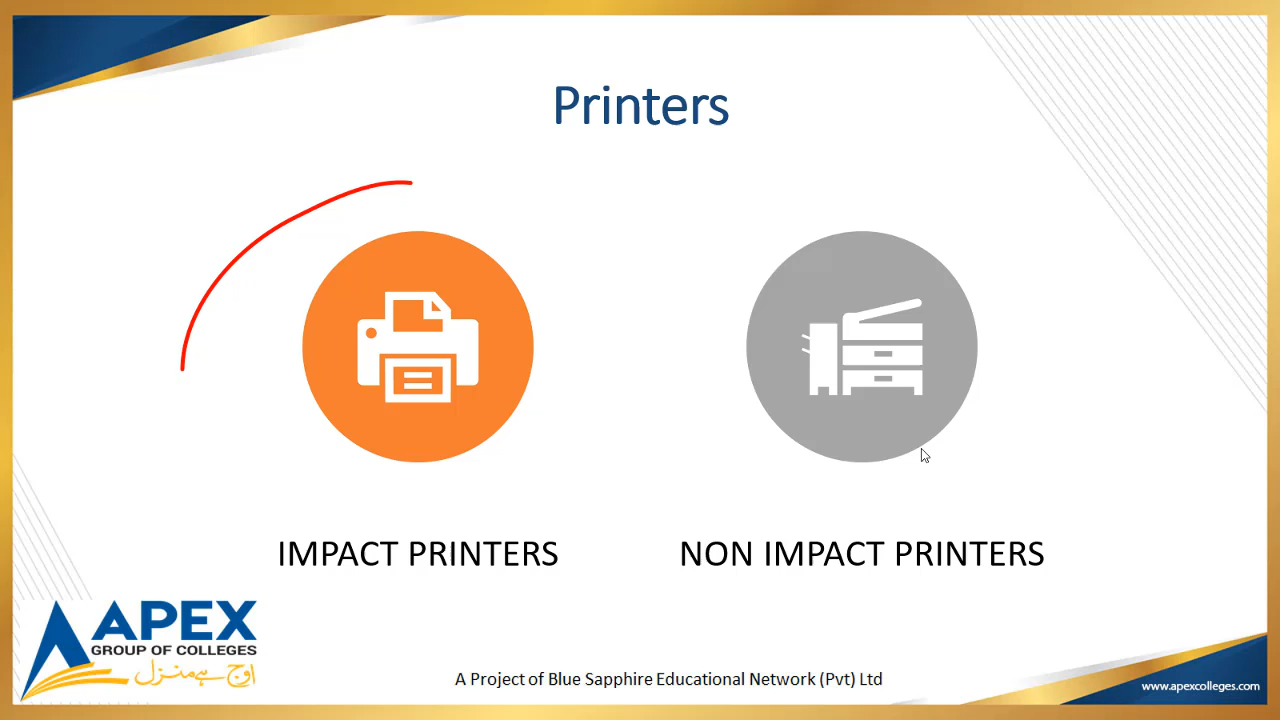 Printers
IMPACT PRINTERS
NON IMPACT PRINTERS
APEX
GROUP OF COLLEGES
اوج ہے منزل
A Project of Blue Sapphire Educational Network (Pvt) Ltd
www.apexcolleges.com